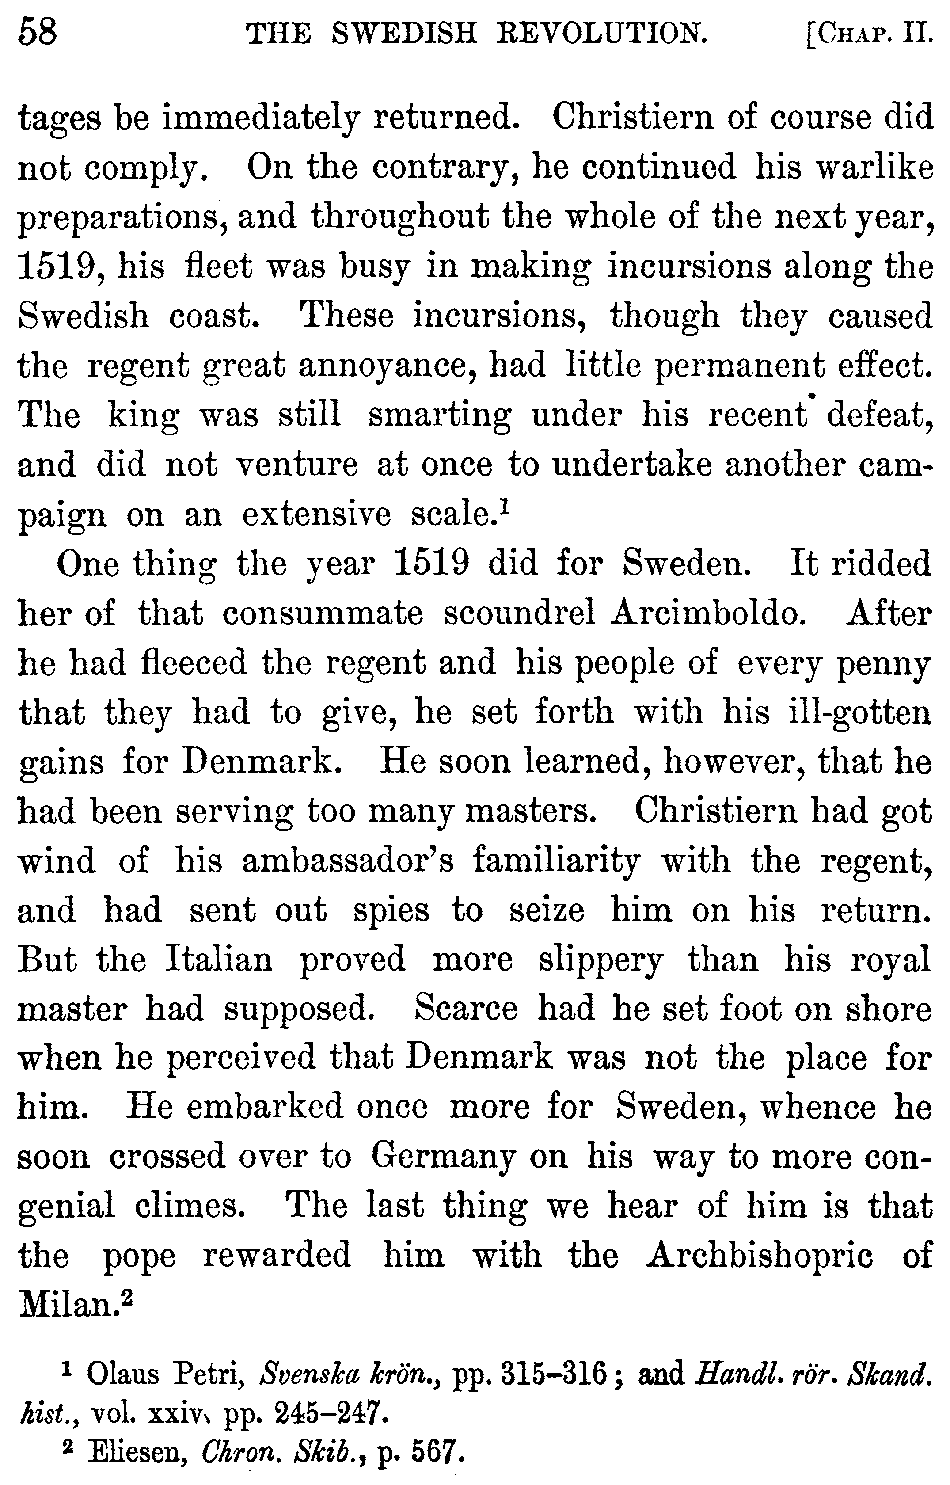 58 THE SWEDISH REVOLUTION. [CHAP. II.
tages be immediately returned. Christiern of course did
not comply. On the contrary, he continued his warlike
preparations, and throughout the whole of the next year,
1519, his fleet was busy in making incursions along the
Swedish coast. These incursions, though they caused
the regent great annoyance, had little permanent effect.
The king was still smarting under his recent defeat,
and did not venture at once to undertake another cam-
paign on an extensive scale.¹
One thing the year 1519 did for Sweden. It ridded
her of that consummate scoundrel Arcimboldo. After
he had fleeced the regent and his people of every penny
that they had to give, he set forth with his ill-gotten
gains for Denmark. He soon learned, however, that he
had been serving too many masters. Christiern had got
wind of his ambassador's familiarity with the regent,
and had sent out spies to seize him on his return.
But the Italian proved more slippery than his royal
master had supposed. Scarce had he set foot on shore
when he perceived that Denmark was not the place for
him. He embarked once more for Sweden, whence he
soon crossed over to Germany on his way to more con-
genial climes. The last thing we hear of him is that
the pope rewarded him with the Archbishopric of
Milan.²
¹ Olaus Petri, Svenska krön., pp. 315–316; and Handl. rör. Skand.
hist., vol. xxiv, pp. 245–247.
² Eliesen, Chron. Skib., p. 567.